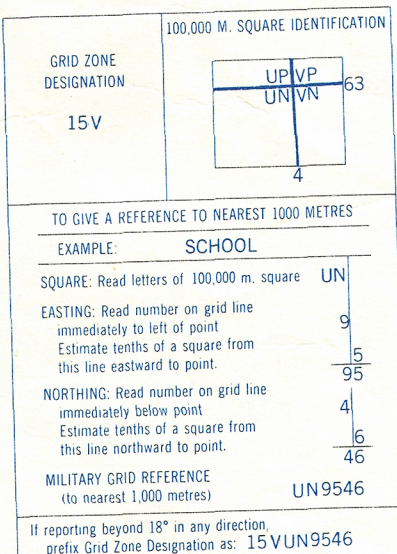 100,000 M. SQUARE IDENTIFICATION
GRID ZONE
DESIGNATION
15V
UP VP
63
UN VN
4
TO GIVE A REFERENCE TO NEAREST 1000 METRES
EXAMPLE: SCHOOL
SQUARE: Read letters of 100,000 m. square UN
EASTING: Read number on grid line
immediately to left of point 9
Estimate tenths of a square from
this line eastward to point. 5
95
NORTHING: Read number on grid line
immediately below point 4
Estimate tenths of a square from
this line northward to point. 6
46
MILITARY GRID REFERENCE
(to nearest 1,000 metres) UN9546
If reporting beyond 18° in any direction,
prefix Grid Zone Designation as: 15VUN9546